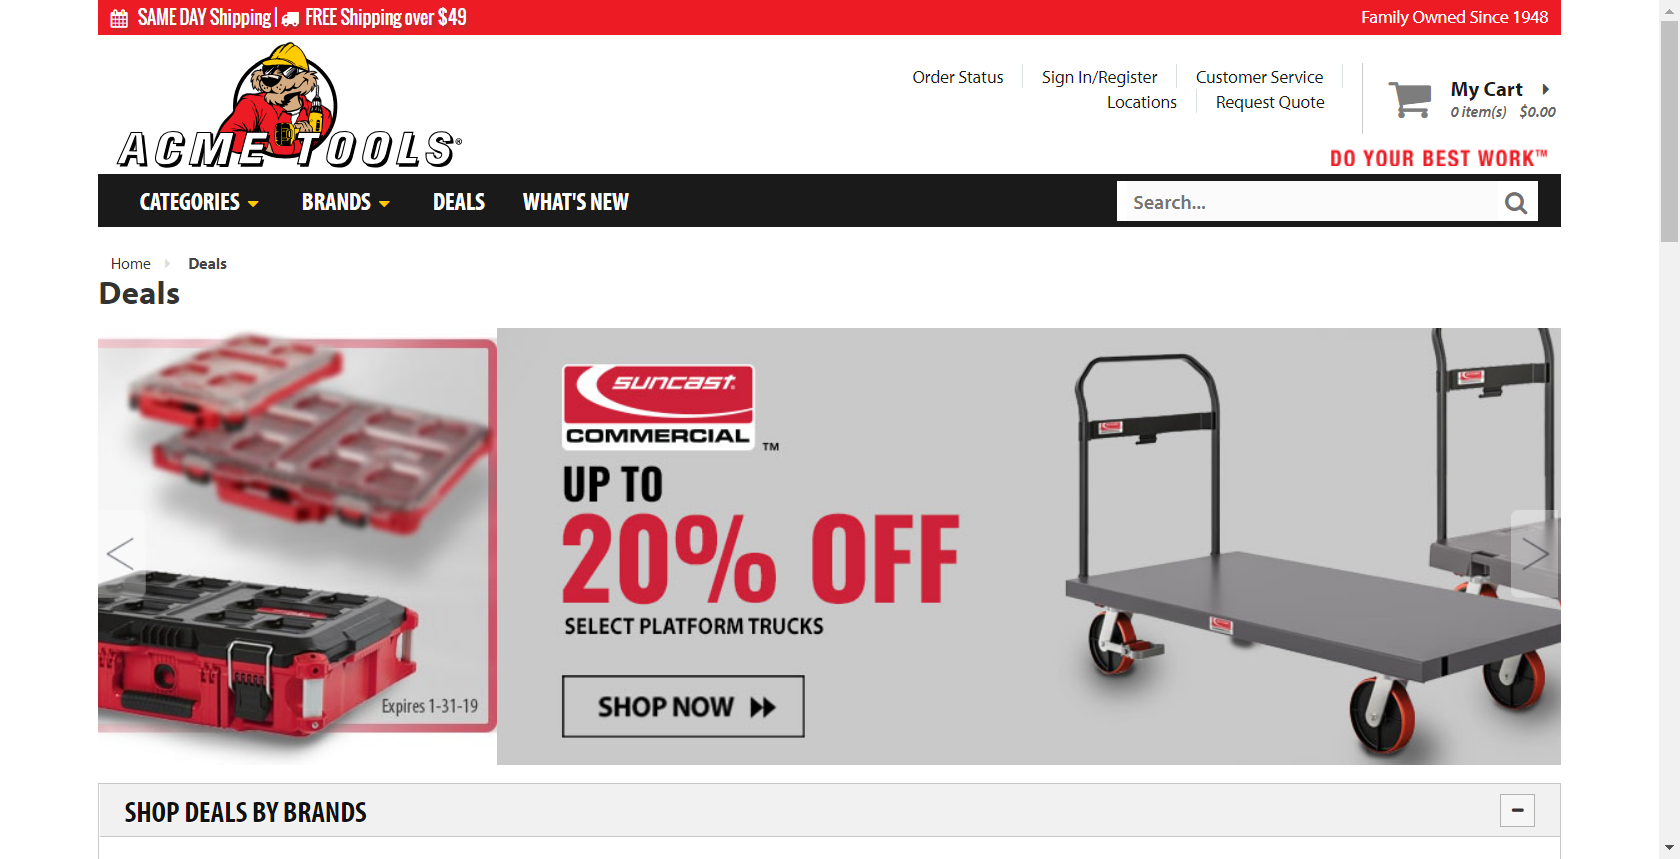 SAME DAY Shipping | FREE Shipping over $49
Family Owned Since 1948
ACME TOOLS®
Order Status
Sign In/Register
Customer Service
Locations
Request Quote
My Cart
0 item(s) $0.00
DO YOUR BEST WORK™
CATEGORIES
BRANDS
DEALS
WHAT'S NEW
Search...
Home
Deals
Deals
Expires 1-31-19
SUNCAST®
COMMERCIAL™
UP TO
20% OFF
SELECT PLATFORM TRUCKS
SHOP NOW
SHOP DEALS BY BRANDS